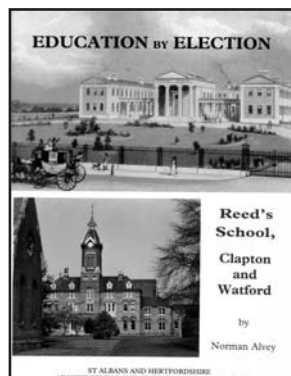 EDUCATION BY ELECTION
Reed's
School,
Clapton
and
Watford
by
Norman Alvey
ST ALBANS AND HERTFORDSHIRE